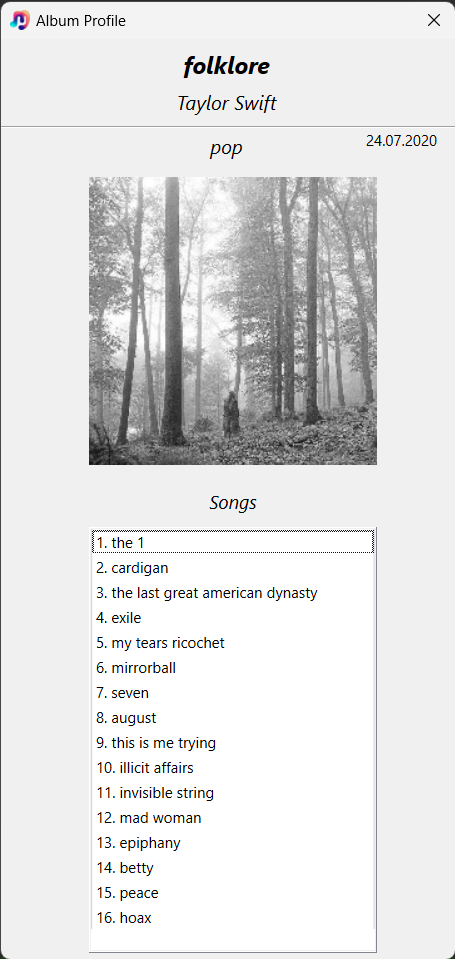 Album Profile
folklore
Taylor Swift
pop
24.07.2020
Songs
1. the 1
2. cardigan
3. the last great american dynasty
4. exile
5. my tears ricochet
6. mirrorball
7. seven
8. august
9. this is me trying
10. illicit affairs
11. invisible string
12. mad woman
13. epiphany
14. betty
15. peace
16. hoax